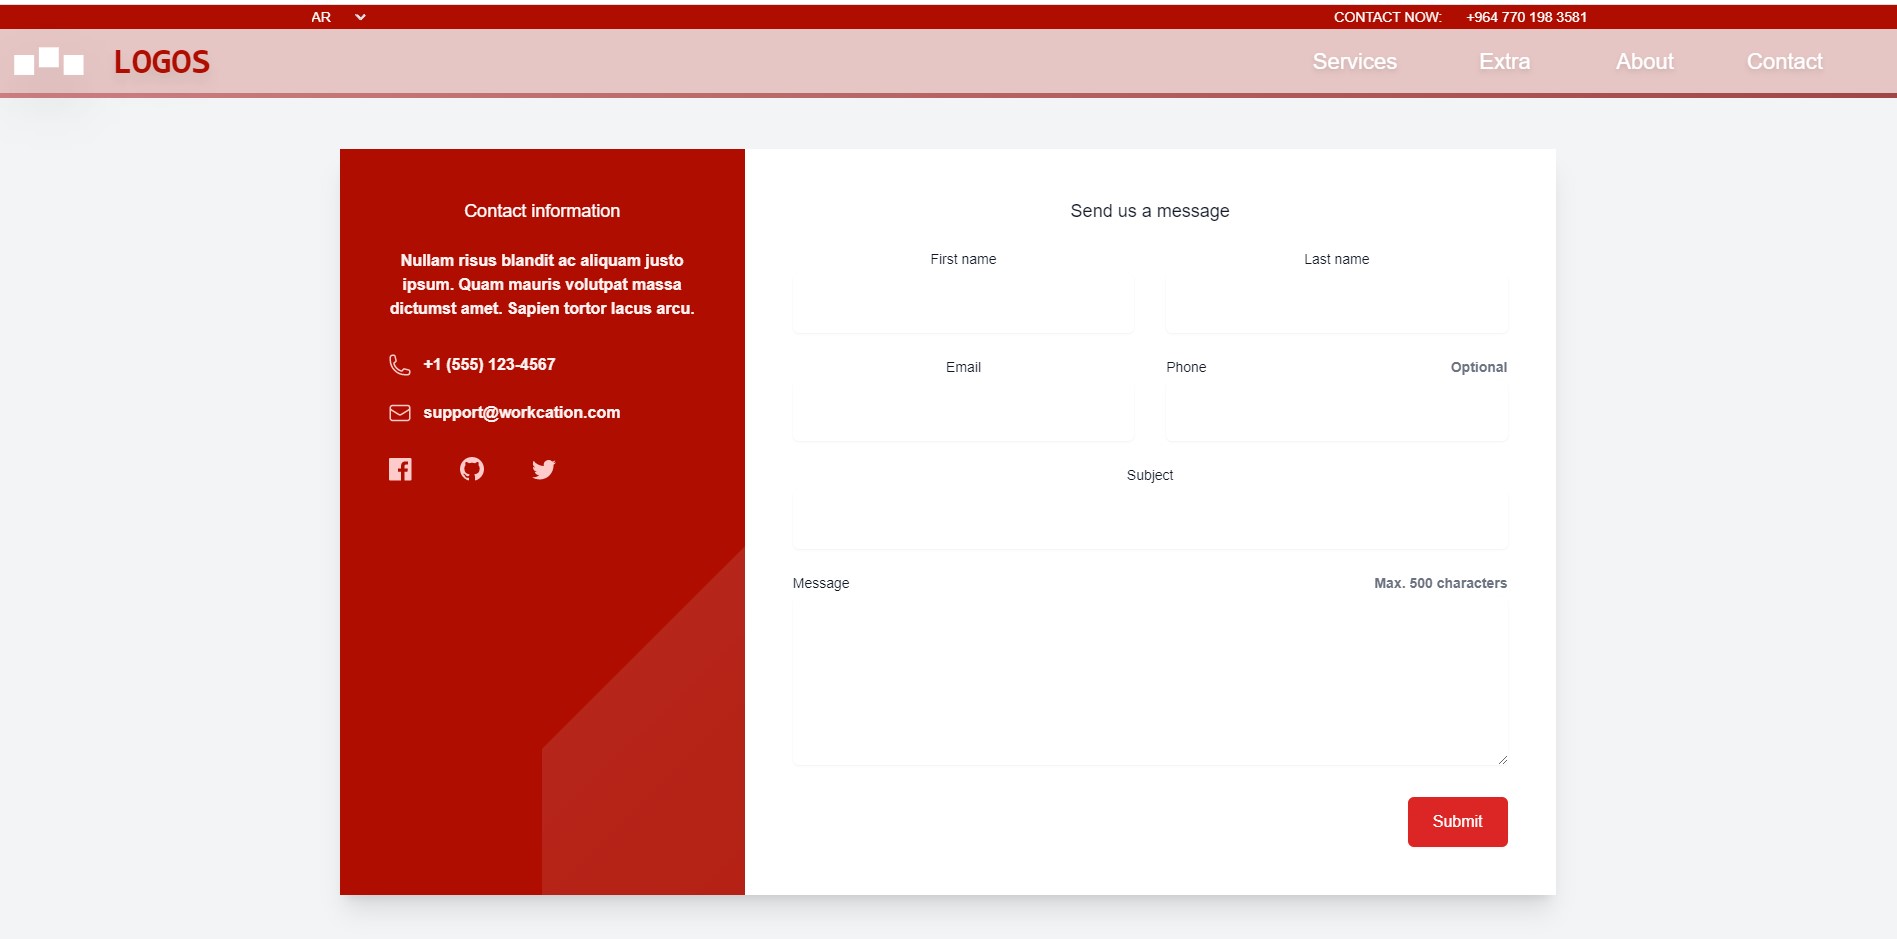 AR
CONTACT NOW: +964 770 198 3581
LOGOS
Services Extra About Contact
Contact information
Nullam risus blandit ac aliquam justo
ipsum. Quam mauris volutpat massa
dictumst amet. Sapien tortor lacus arcu.
+1 (555) 123-4567
support@workcation.com
Send us a message
First name
Last name
Email
Phone
Optional
Subject
Message
Max. 500 characters
Submit